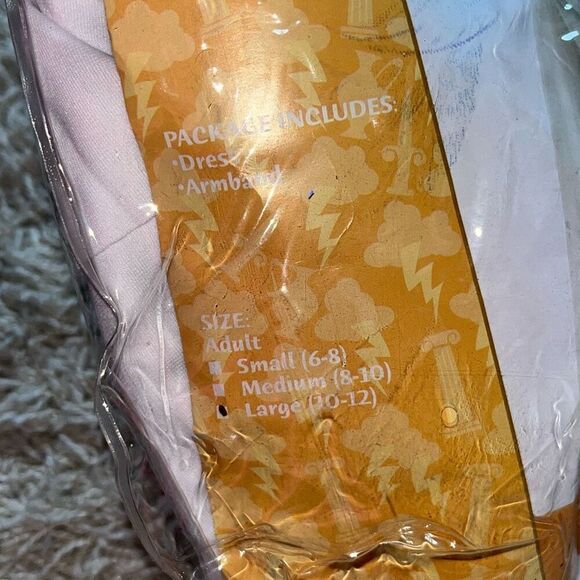 PACKAGE INCLUDES:
•Dress
•Armband
SIZE:
Adult
Small (6-8)
Medium (8-10)
Large (10-12)